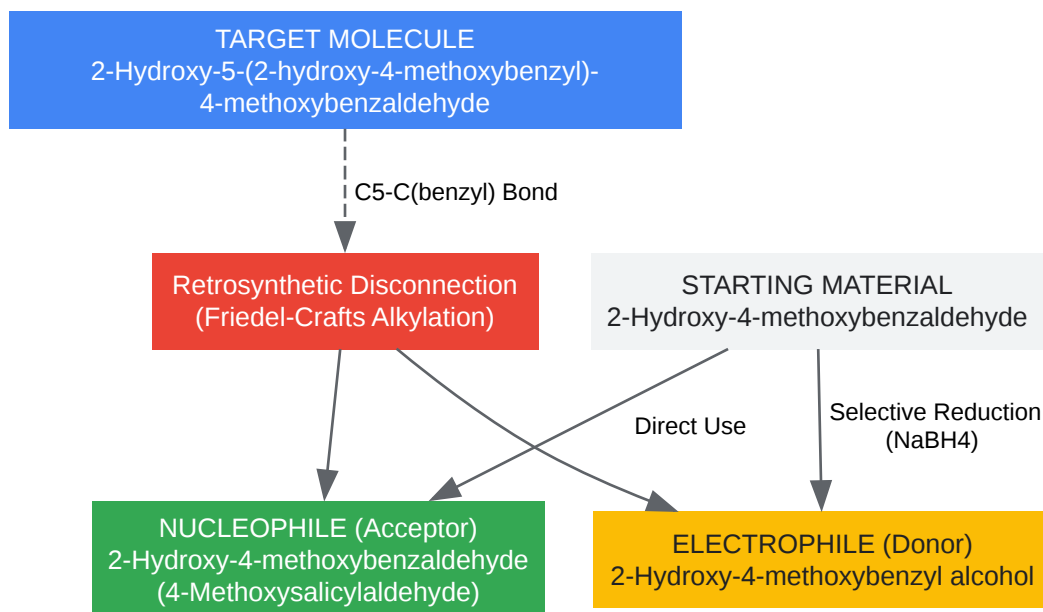 TARGET MOLECULE
2-Hydroxy-5-(2-hydroxy-4-methoxybenzyl)-
4-methoxybenzaldehyde
C5-C(benzyl) Bond
Retrosynthetic Disconnection
(Friedel-Crafts Alkylation)
STARTING MATERIAL
2-Hydroxy-4-methoxybenzaldehyde
Direct Use
Selective Reduction
(NaBH4)
NUCLEOPHILE (Acceptor)
2-Hydroxy-4-methoxybenzaldehyde
(4-Methoxysalicylaldehyde)
ELECTROPHILE (Donor)
2-Hydroxy-4-methoxybenzyl alcohol